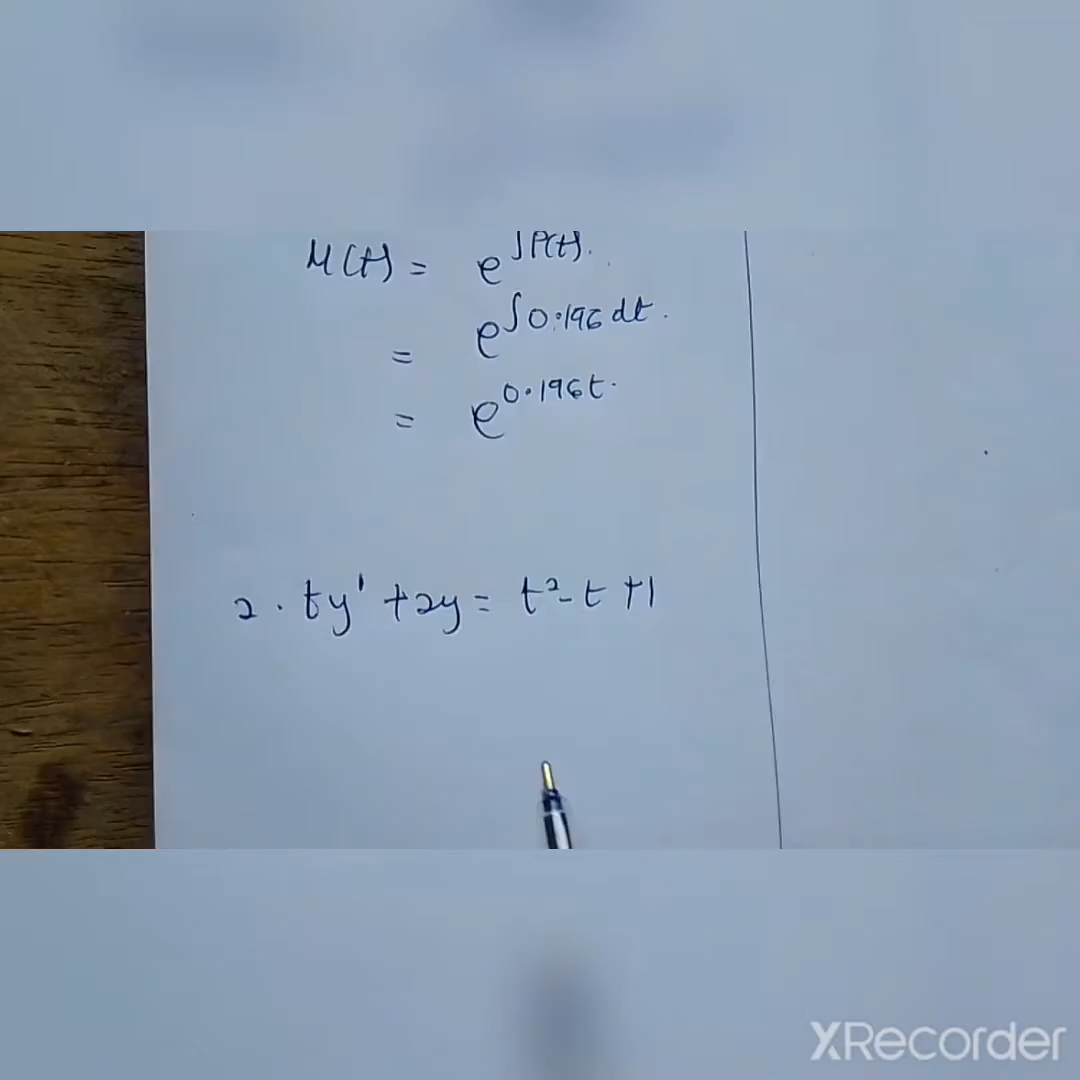 M(t) = e^∫P(t).
= e^∫0.196 dt.
= e^0.196t.
2. ty' + 2y = t² - t + 1
XRecorder